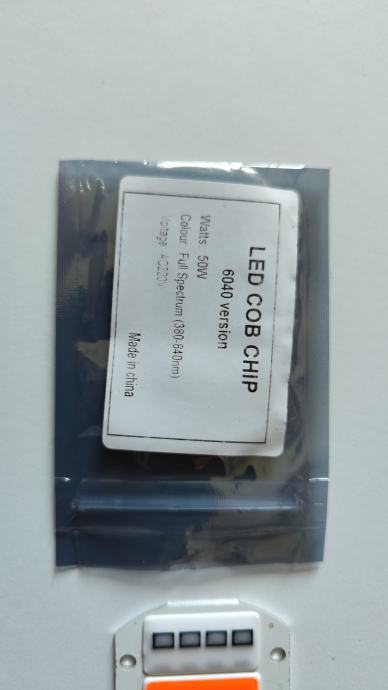 LED COB CHIP
6040 version
Watts: 50W
Colour: Full Spectrum (380-840nm)
Voltage: AC220V
Made in china